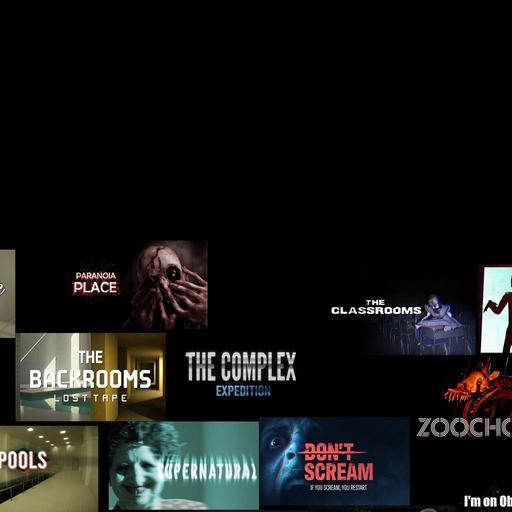 PARANOIA
PLACE
THE
CLASSROOMS
THE
BACKROOMS
LOST TAPE
THE COMPLEX
EXPEDITION
ZOOCHO
POOLS
SUPERNATURAL
DON'T
SCREAM
IF YOU SCREAM, YOU RESTART
I'm on Ob